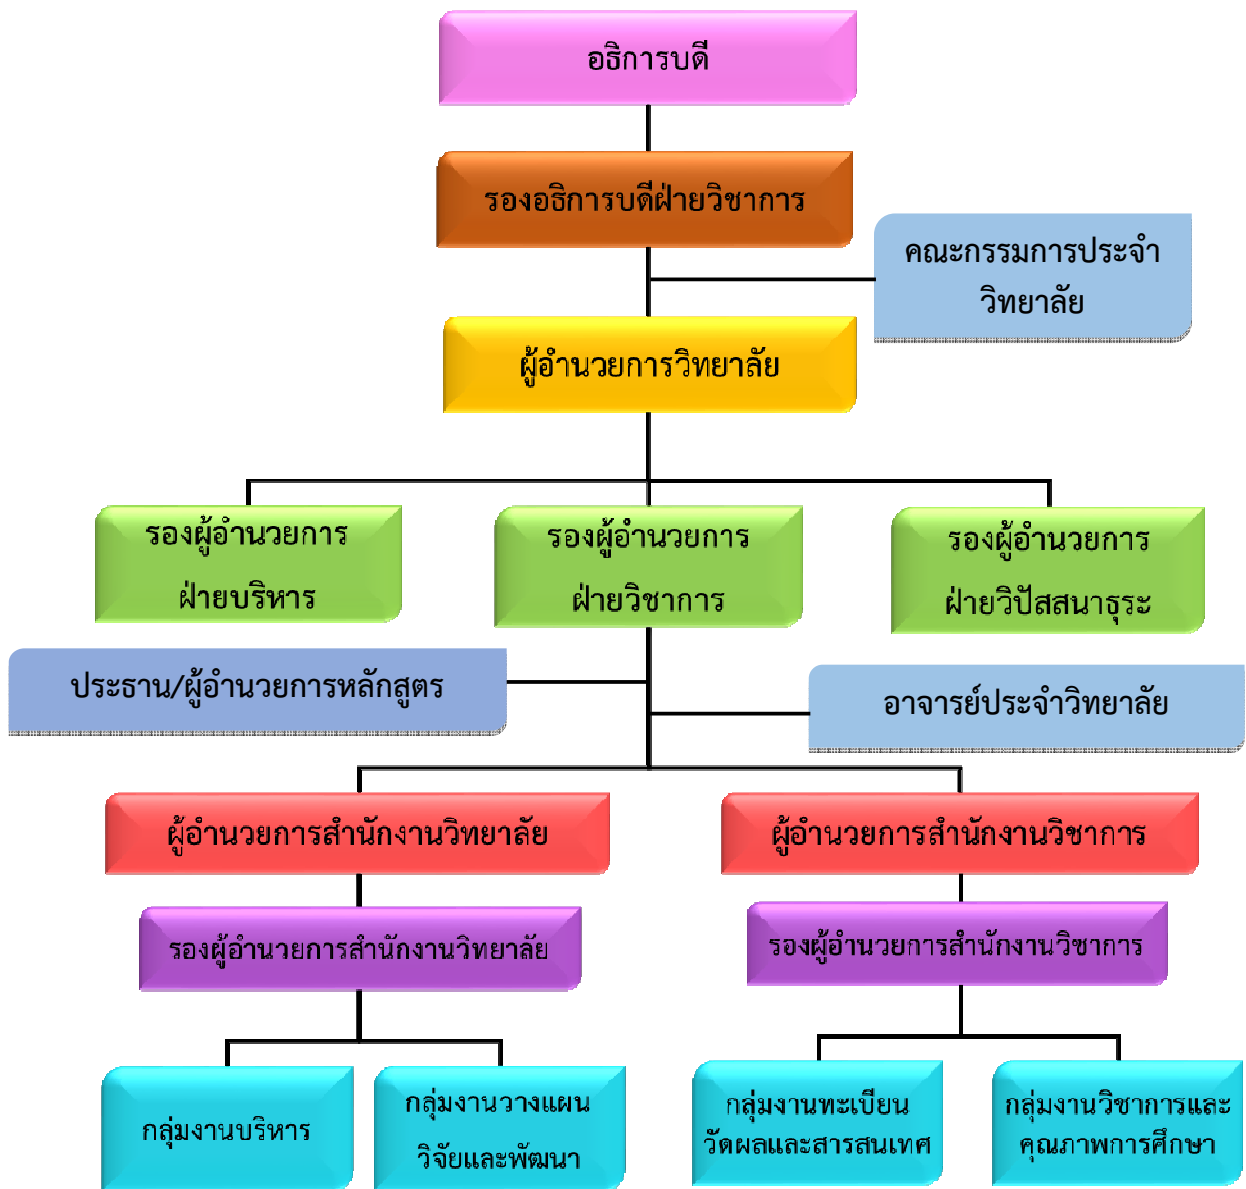 อธิการบดี
รองอธิการบดีฝ่ายวิชาการ
คณะกรรมการประจำ
วิทยาลัย
ผู้อำนวยการวิทยาลัย
รองผู้อำนวยการ
ฝ่ายบริหาร
รองผู้อำนวยการ
ฝ่ายวิชาการ
รองผู้อำนวยการ
ฝ่ายวิปัสสนาธุระ
ประธาน/ผู้อำนวยการหลักสูตร
อาจารย์ประจำวิทยาลัย
ผู้อำนวยการสำนักงานวิทยาลัย
ผู้อำนวยการสำนักงานวิชาการ
รองผู้อำนวยการสำนักงานวิทยาลัย
รองผู้อำนวยการสำนักงานวิชาการ
กลุ่มงานบริหาร
กลุ่มงานวางแผน
วิจัยและพัฒนา
กลุ่มงานทะเบียน
วัดผลและสารสนเทศ
กลุ่มงานวิชาการและ
คุณภาพการศึกษา